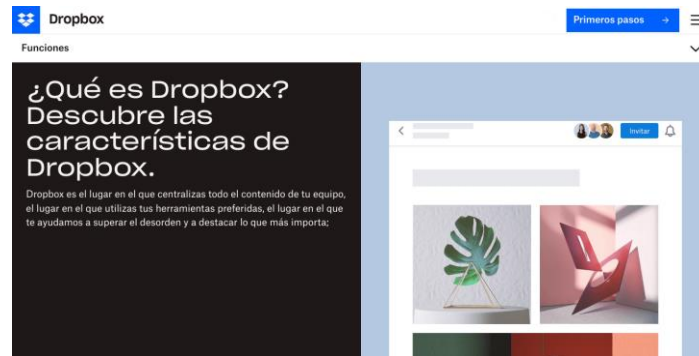 Dropbox
Primeros pasos →
Funciones
¿Qué es Dropbox?
Descubre las
características de
Dropbox.
Dropbox es el lugar en el que centralizas todo el contenido de tu equipo,
el lugar en el que utilizas tus herramientas preferidas, el lugar en el que
te ayudamos a superar el desorden y a destacar lo que más importa;
Invitar